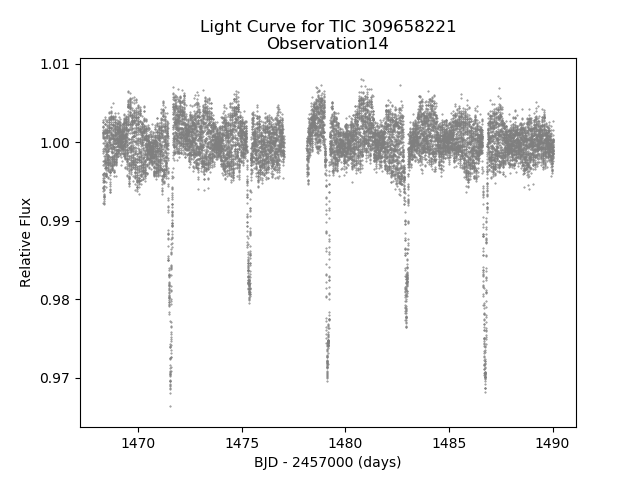 Light Curve for TIC 309658221
Observation14
1.01
1.00
0.99
0.98
0.97
Relative Flux
1470
1475
1480
1485
1490
BJD - 2457000 (days)